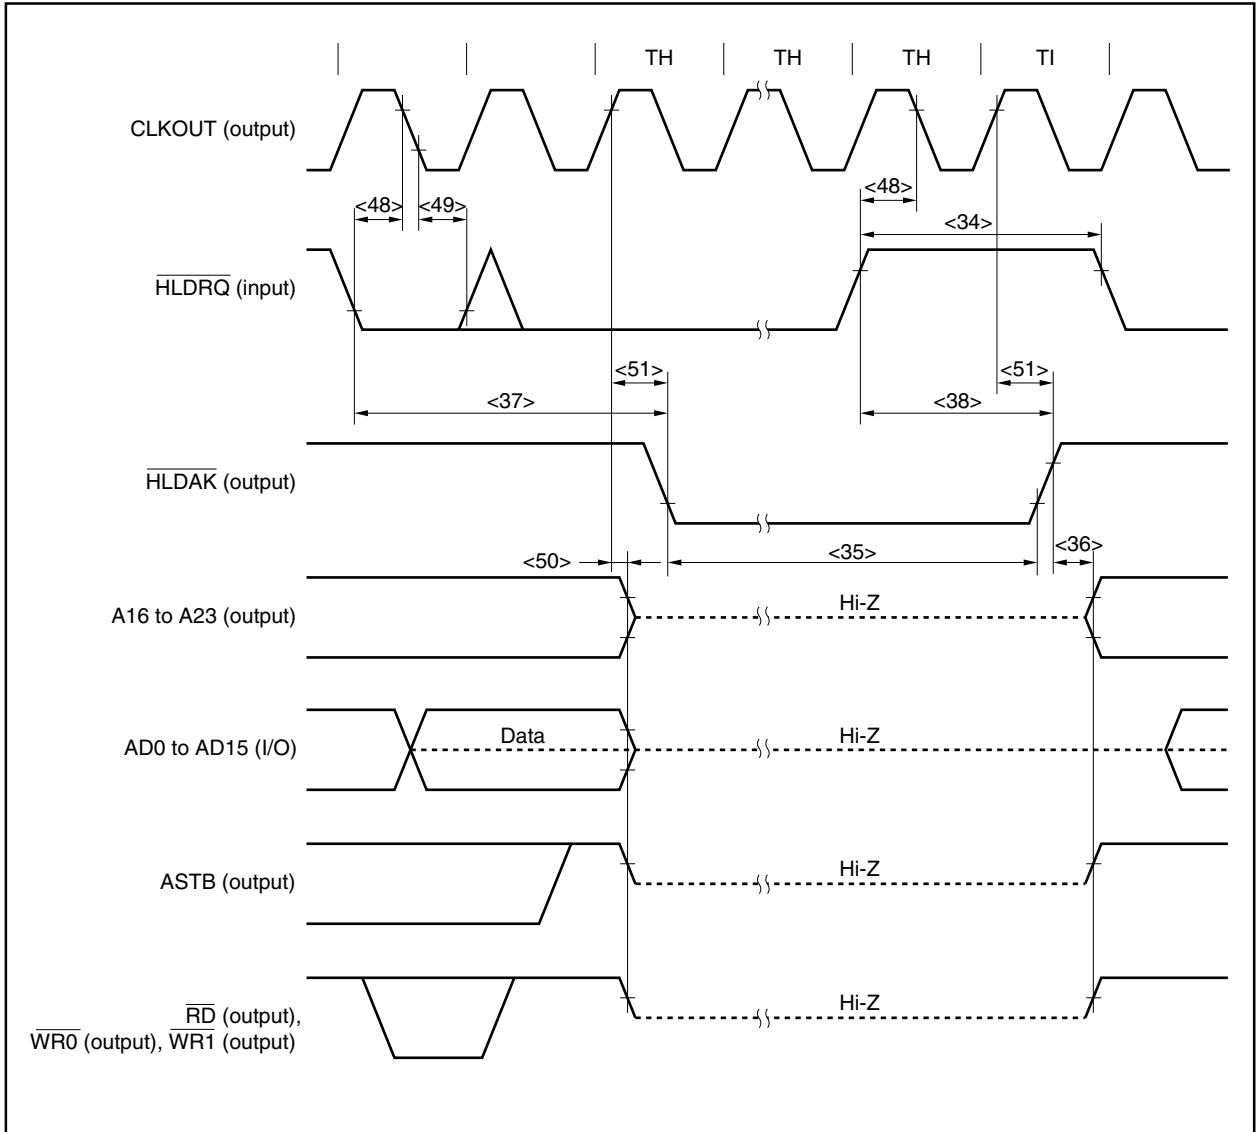 TH TH TH TI
CLKOUT (output)
<48> <49> <48>
<34>
HLDRQ (input)
<51> <51>
<37> <38>
HLDAK (output)
<50> <35> <36>
A16 to A23 (output) Hi-Z
AD0 to AD15 (I/O) Data Hi-Z
ASTB (output) Hi-Z
RD (output), Hi-Z
WR0 (output), WR1 (output)